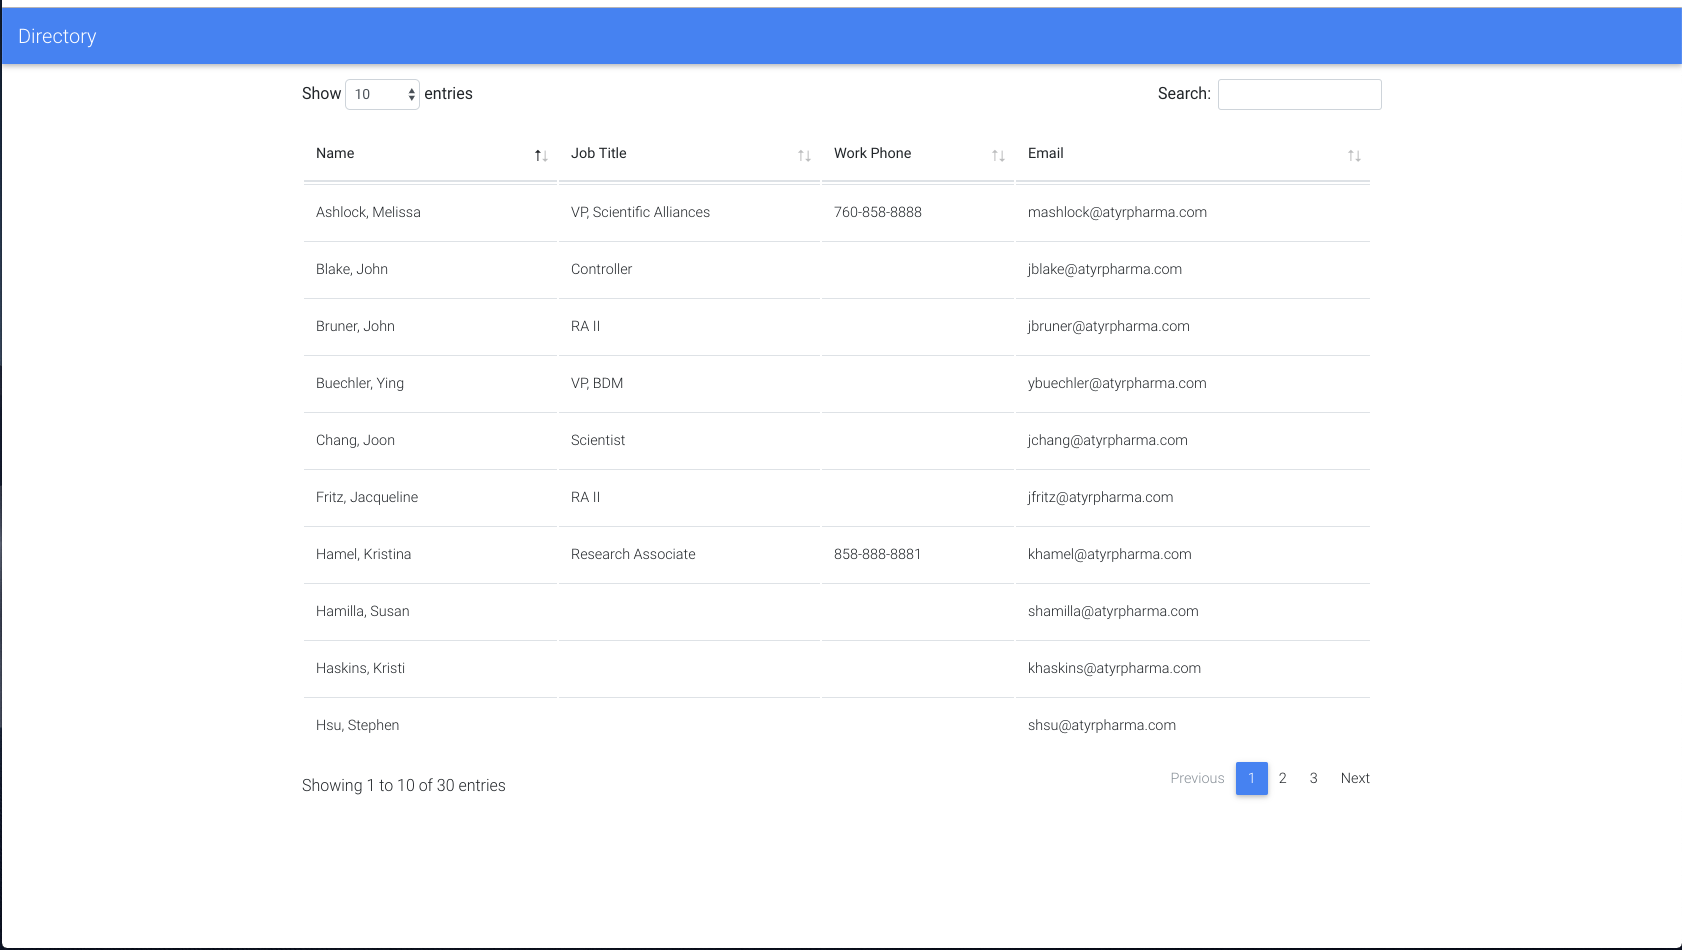 Directory
Show 10 entries Search:
Name Job Title Work Phone Email
Ashlock, Melissa VP, Scientific Alliances 760-858-8888 mashlock@atyrpharma.com
Blake, John Controller jblake@atyrpharma.com
Bruner, John RA II jbruner@atyrpharma.com
Buechler, Ying VP, BDM ybuechler@atyrpharma.com
Chang, Joon Scientist jchang@atyrpharma.com
Fritz, Jacqueline RA II jfritz@atyrpharma.com
Hamel, Kristina Research Associate 858-888-8881 khamel@atyrpharma.com
Hamilla, Susan shamilla@atyrpharma.com
Haskins, Kristi khaskins@atyrpharma.com
Hsu, Stephen shsu@atyrpharma.com
Showing 1 to 10 of 30 entries Previous 1 2 3 Next